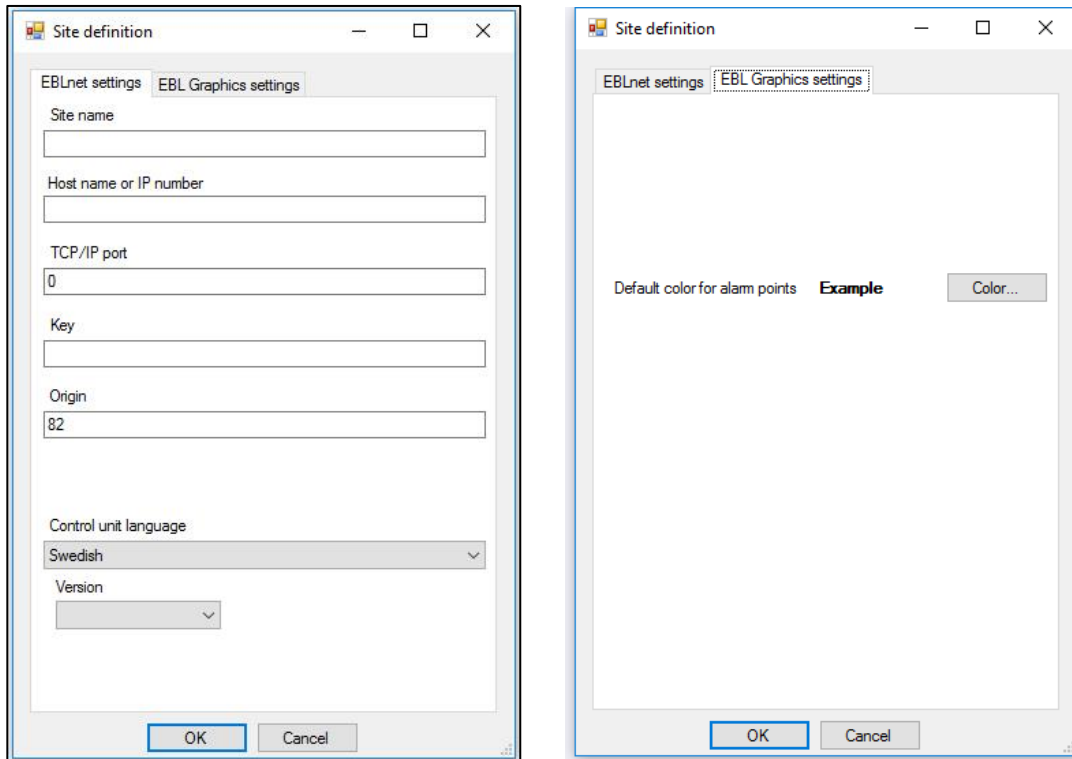 Site definition
EBLnet settings
EBL Graphics settings
Site name
Host name or IP number
TCP/IP port
0
Key
Origin
82
Control unit language
Swedish
Version
OK
Cancel
Site definition
EBLnet settings
EBL Graphics settings
Default color for alarm points
Example
Color...
OK
Cancel